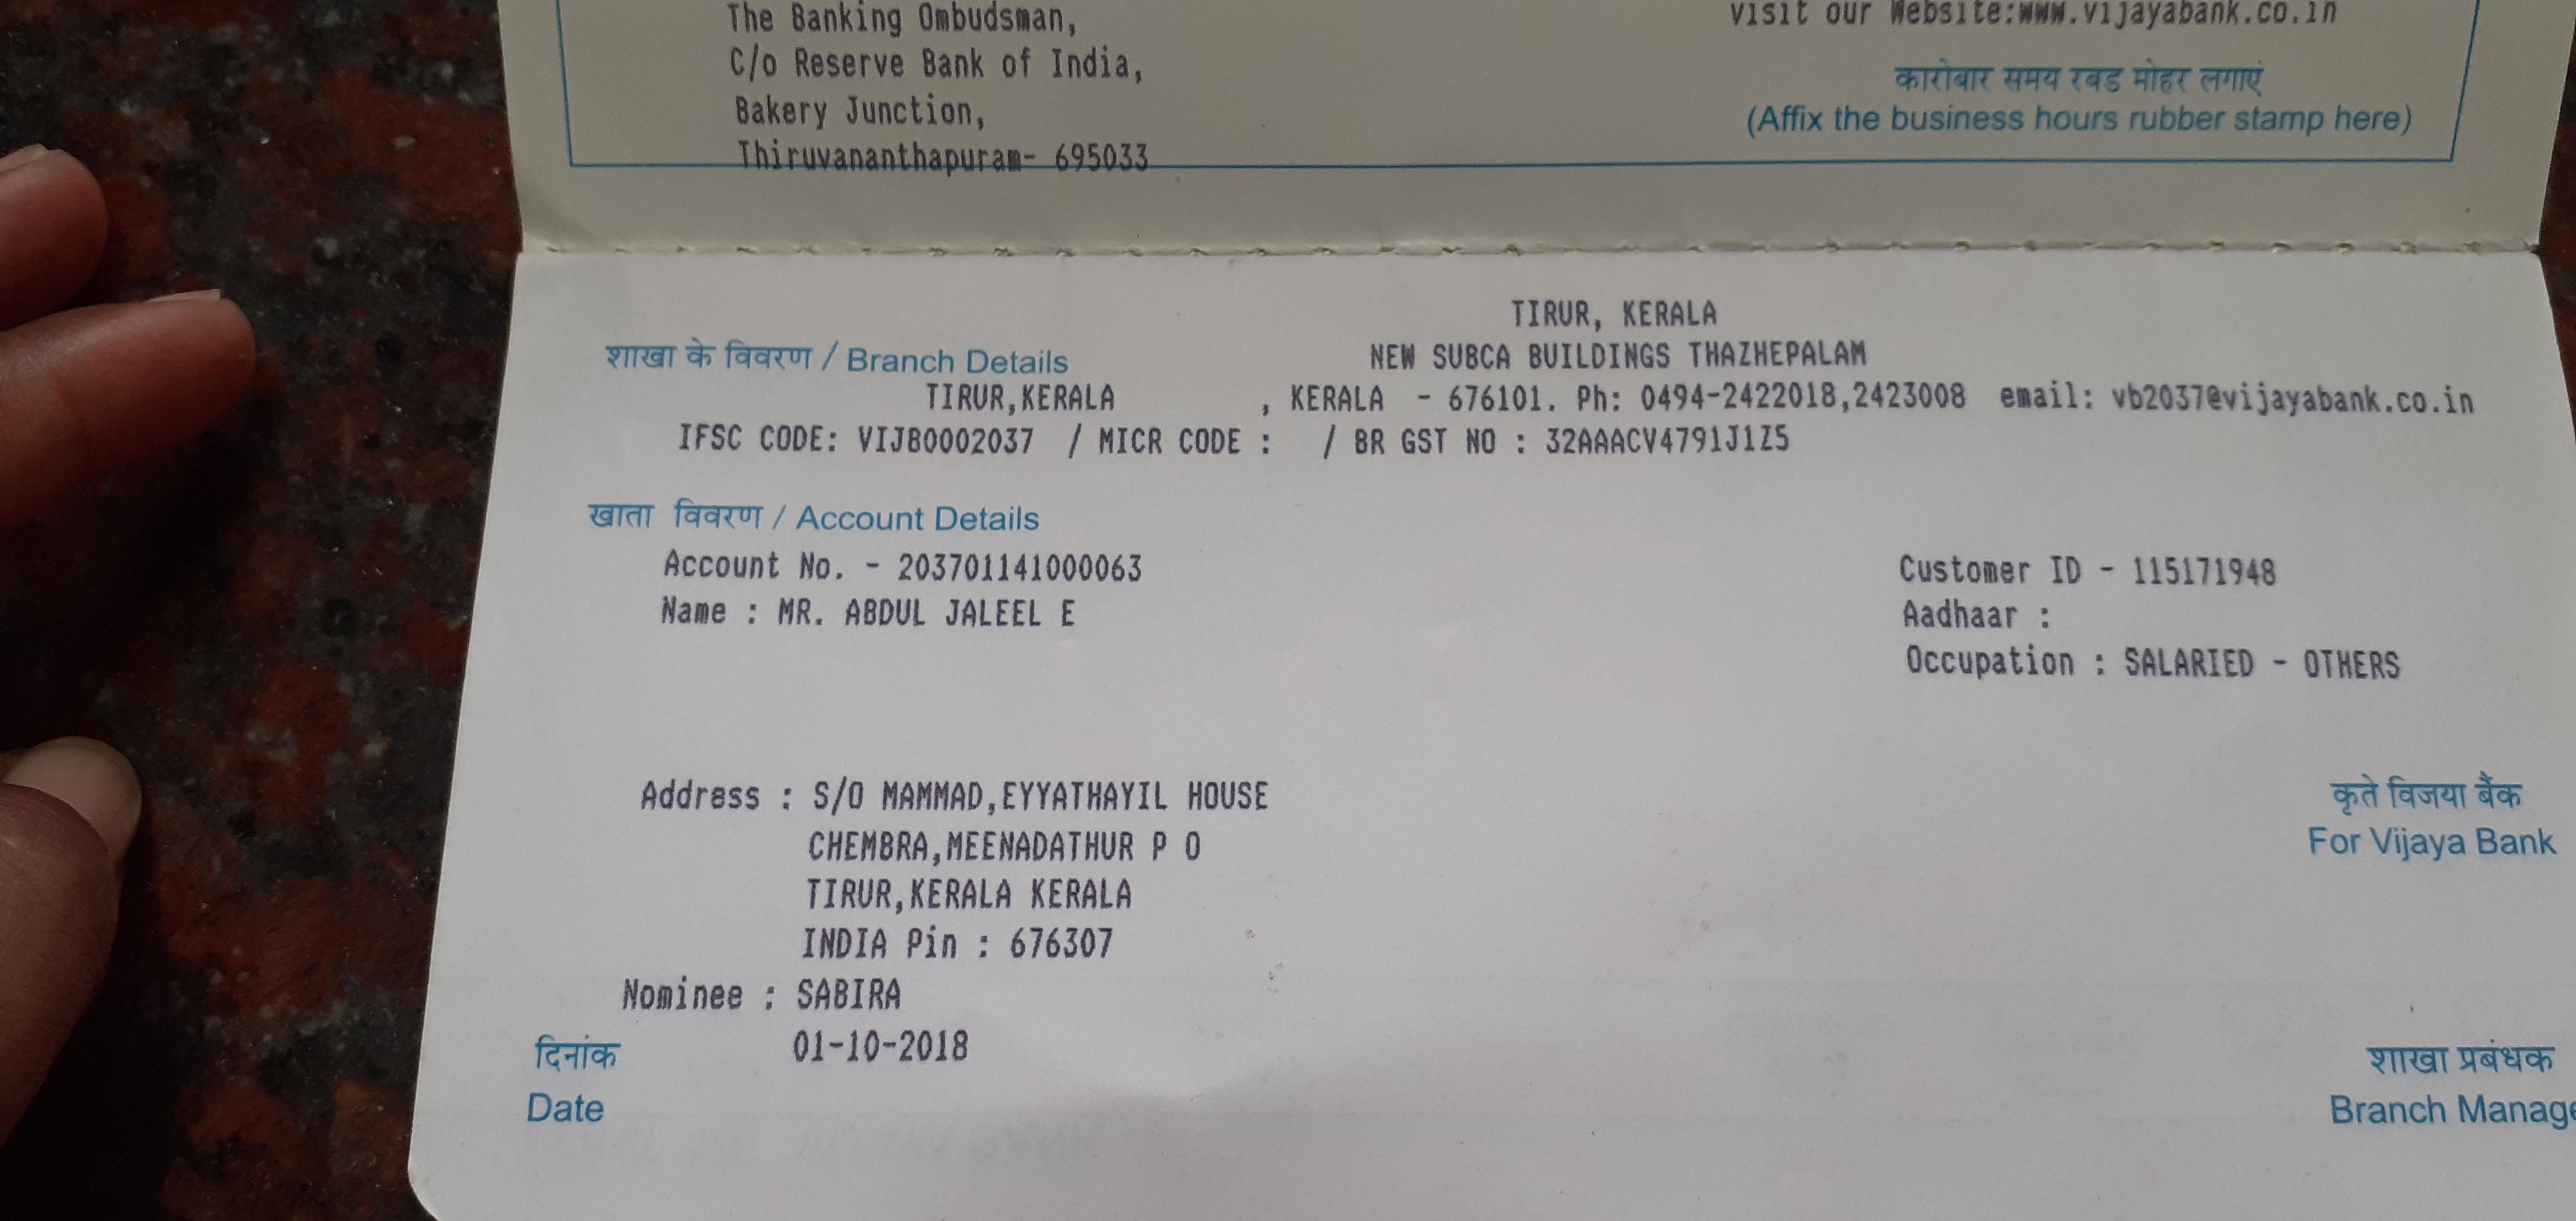 The Banking Ombudsman,
C/o Reserve Bank of India,
Bakery Junction,
Thiruvananthapuram- 695033
visit our Website:www.vijayabank.co.in
कारोबार समय रबड मोहर लगाएं
(Affix the business hours rubber stamp here)
TIRUR, KERALA
शाखा के विवरण / Branch Details NEW SUBCA BUILDINGS THAZHEPALAM
TIRUR,KERALA , KERALA - 676101. Ph: 0494-2422018,2423008 email: vb2037@vijayabank.co.in
IFSC CODE: VIJB0002037 / MICR CODE : / BR GST NO : 32AAACV4791J1Z5
खाता विवरण / Account Details
Account No. - 203701141000063 Customer ID - 115171948
Name : MR. ABDUL JALEEL E Aadhaar :
Occupation : SALARIED - OTHERS
Address : S/O MAMMAD,EYYATHAYIL HOUSE कृते विजया बैंक
CHEMBRA,MEENADATHUR P O For Vijaya Bank
TIRUR,KERALA KERALA
INDIA Pin : 676307
Nominee : SABIRA
दिनांक 01-10-2018 शाखा प्रबंधक
Date Branch Manage